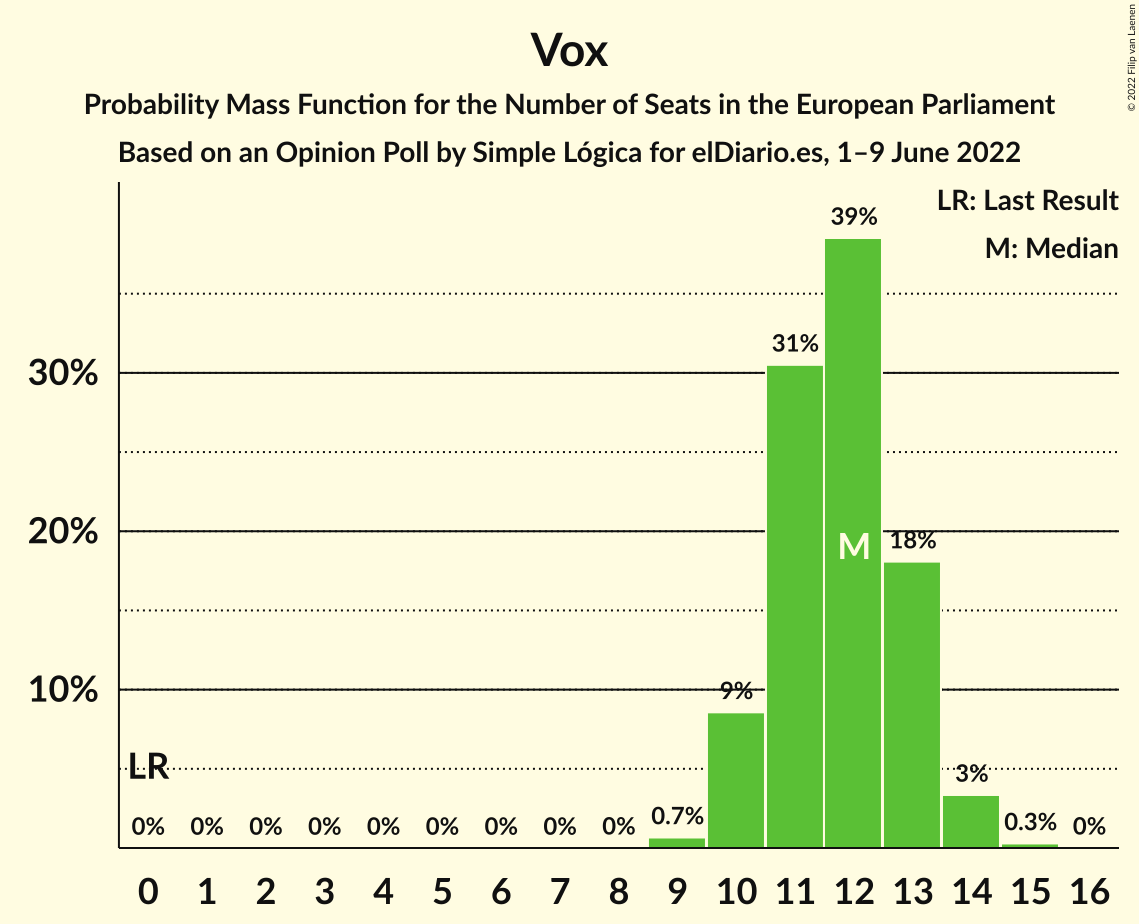 Vox
Probability Mass Function for the Number of Seats in the European Parliament
Based on an Opinion Poll by Simple Lógica for elDiario.es, 1–9 June 2022
© 2022 Filip van Laenen
LR: Last Result
M: Median
39%
31%
30%
20%
M
18%
10%
9%
LR
3%
0% 0% 0% 0% 0% 0% 0% 0% 0% 0.7% 0.3% 0%
0 1 2 3 4 5 6 7 8 9 10 11 12 13 14 15 16